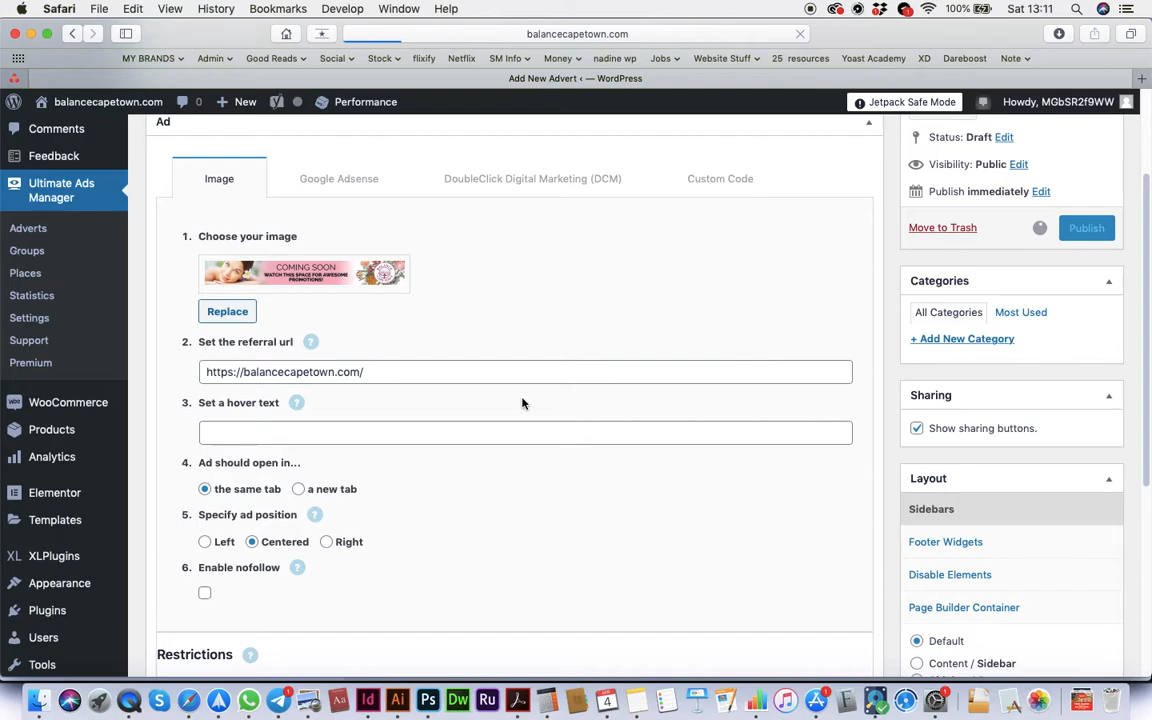 Safari File Edit View History Bookmarks Develop Window Help 100% Sat 13:11
balancecapetown.com
MY BRANDS Admin Good Reads Social Stock flixify Netflix SM Info Money nadine wp Jobs Website Stuff 25 resources Yoast Academy XD Dareboost Note
Add New Advert ‹ — WordPress
balancecapetown.com 0 New Performance Jetpack Safe Mode Howdy, MGbSR2f9WW
Comments
Feedback
Ultimate Ads
Manager
Adverts
Groups
Places
Statistics
Settings
Support
Premium
WooCommerce
Products
Analytics
Elementor
Templates
XL XLPlugins
Appearance
Plugins
Users
Tools
Ad
Image Google Adsense DoubleClick Digital Marketing (DCM) Custom Code
1. Choose your image
COMING SOON
WATCH THIS SPACE FOR AWESOME
PROMOTIONS!
Replace
2. Set the referral url ?
https://balancecapetown.com/
3. Set a hover text ?
4. Ad should open in...
the same tab a new tab
5. Specify ad position ?
Left Centered Right
6. Enable nofollow ?
Restrictions ?
Status: Draft Edit
Visibility: Public Edit
Publish immediately Edit
Move to Trash Publish
Categories
All Categories Most Used
+ Add New Category
Sharing
Show sharing buttons.
Layout
Sidebars
Footer Widgets
Disable Elements
Page Builder Container
Default
Content / Sidebar
Id Ai Ps Dw Ru